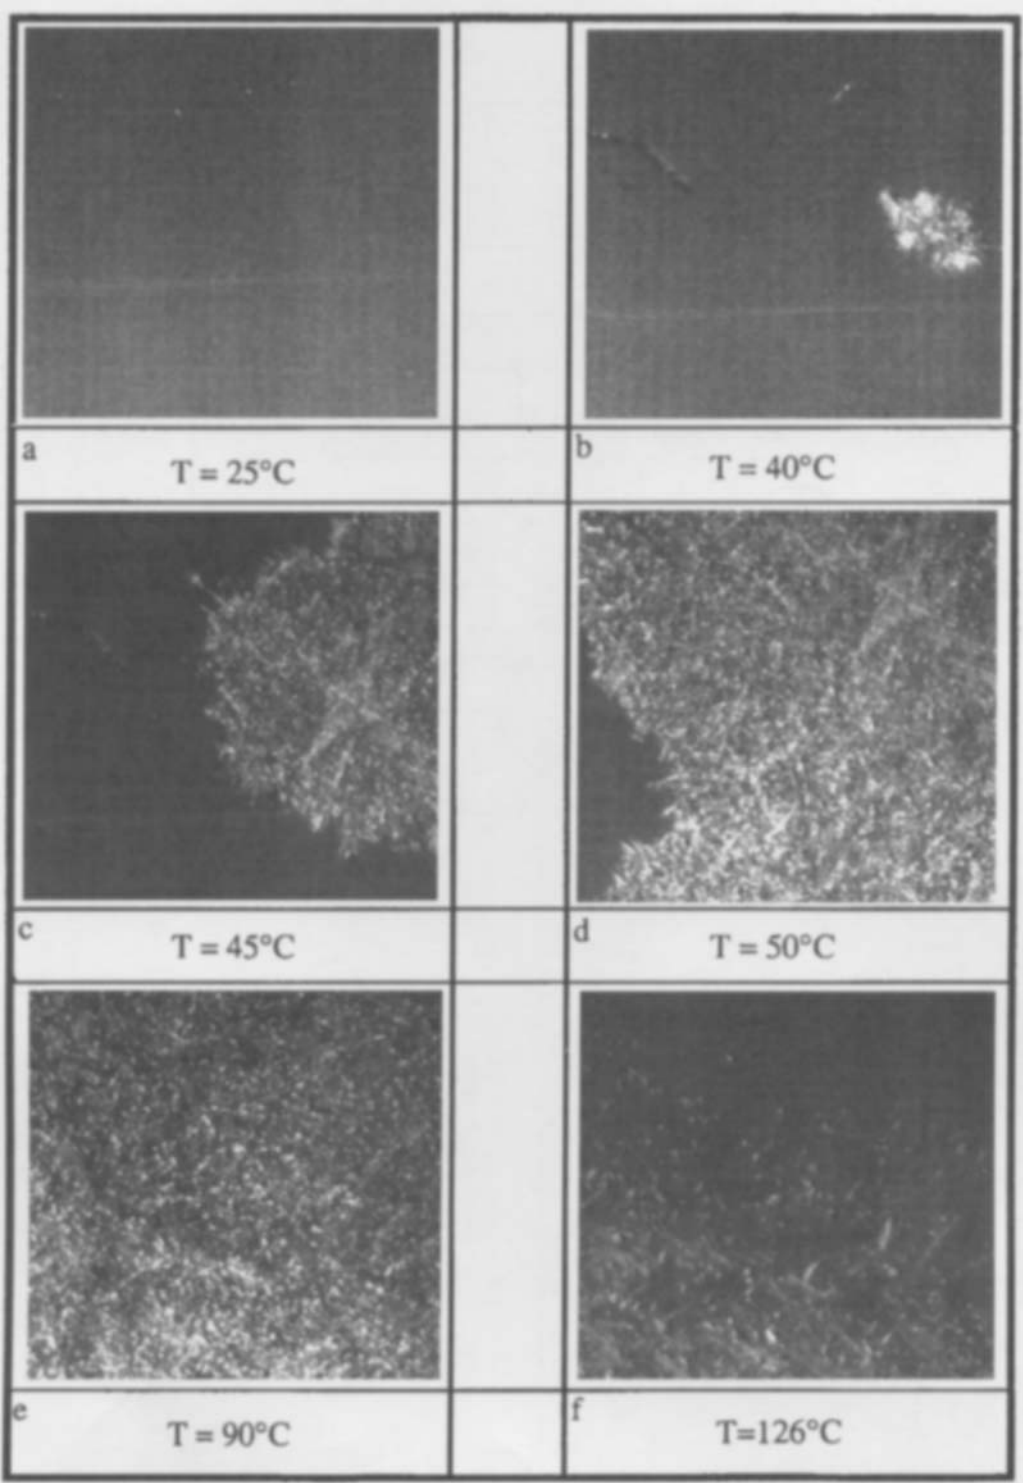 a
T = 25°C
b
T = 40°C
c
T = 45°C
d
T = 50°C
e
T = 90°C
f
T=126°C